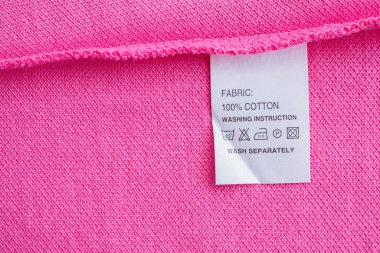 FABRIC:
100% COTTON
WASHING INSTRUCTION
P
WASH SEPARATELY